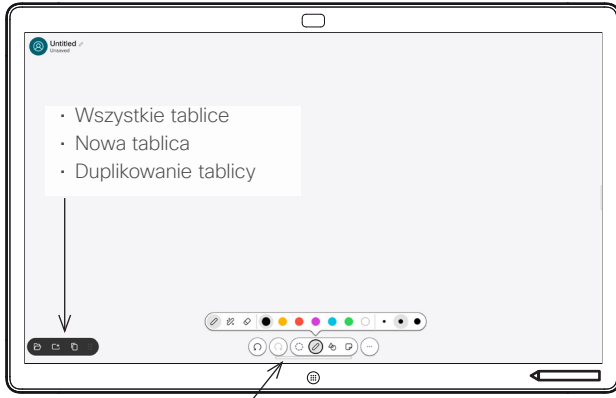 Untitled
Unsaved
· Wszystkie tablice
· Nowa tablica
· Duplikowanie tablicy